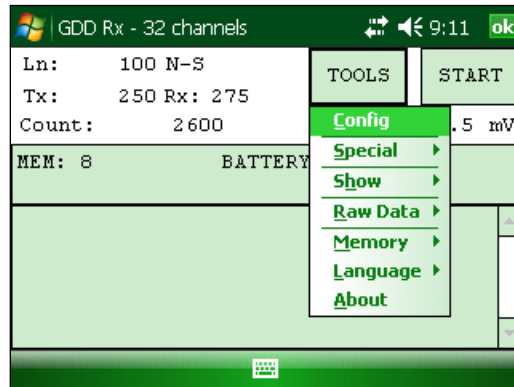 GDD Rx - 32 channels 9:11 ok
Ln: 100 N-S
Tx: 250 Rx: 275
Count: 2600
TOOLS
START
.5 mV
MEM: 8 BATTERY
Config
Special
Show
Raw Data
Memory
Language
About